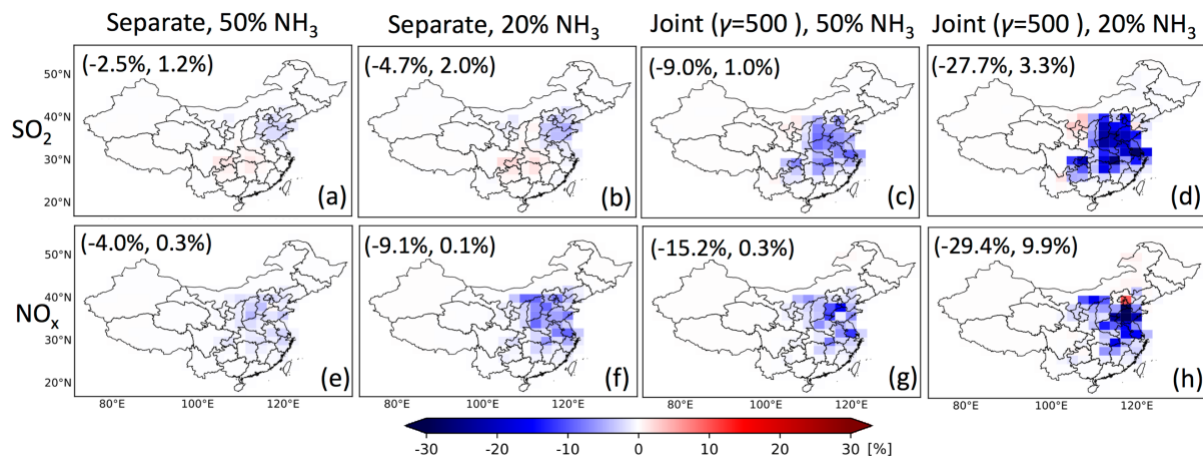 Separate, 50% NH₃ Separate, 20% NH₃ Joint (γ=500 ), 50% NH₃ Joint (γ=500 ), 20% NH₃
50°N (-2.5%, 1.2%) (-4.7%, 2.0%) (-9.0%, 1.0%) (-27.7%, 3.3%)
40°N
SO₂
30°N
20°N (a) (b) (c) (d)
50°N (-4.0%, 0.3%) (-9.1%, 0.1%) (-15.2%, 0.3%) (-29.4%, 9.9%)
40°N
NOₓ
30°N
20°N (e) (f) (g) (h)
80°E 100°E 120°E 80°E 100°E 120°E 80°E 100°E 120°E 80°E 100°E 120°E
-30 -20 -10 0 10 20 30 [%]